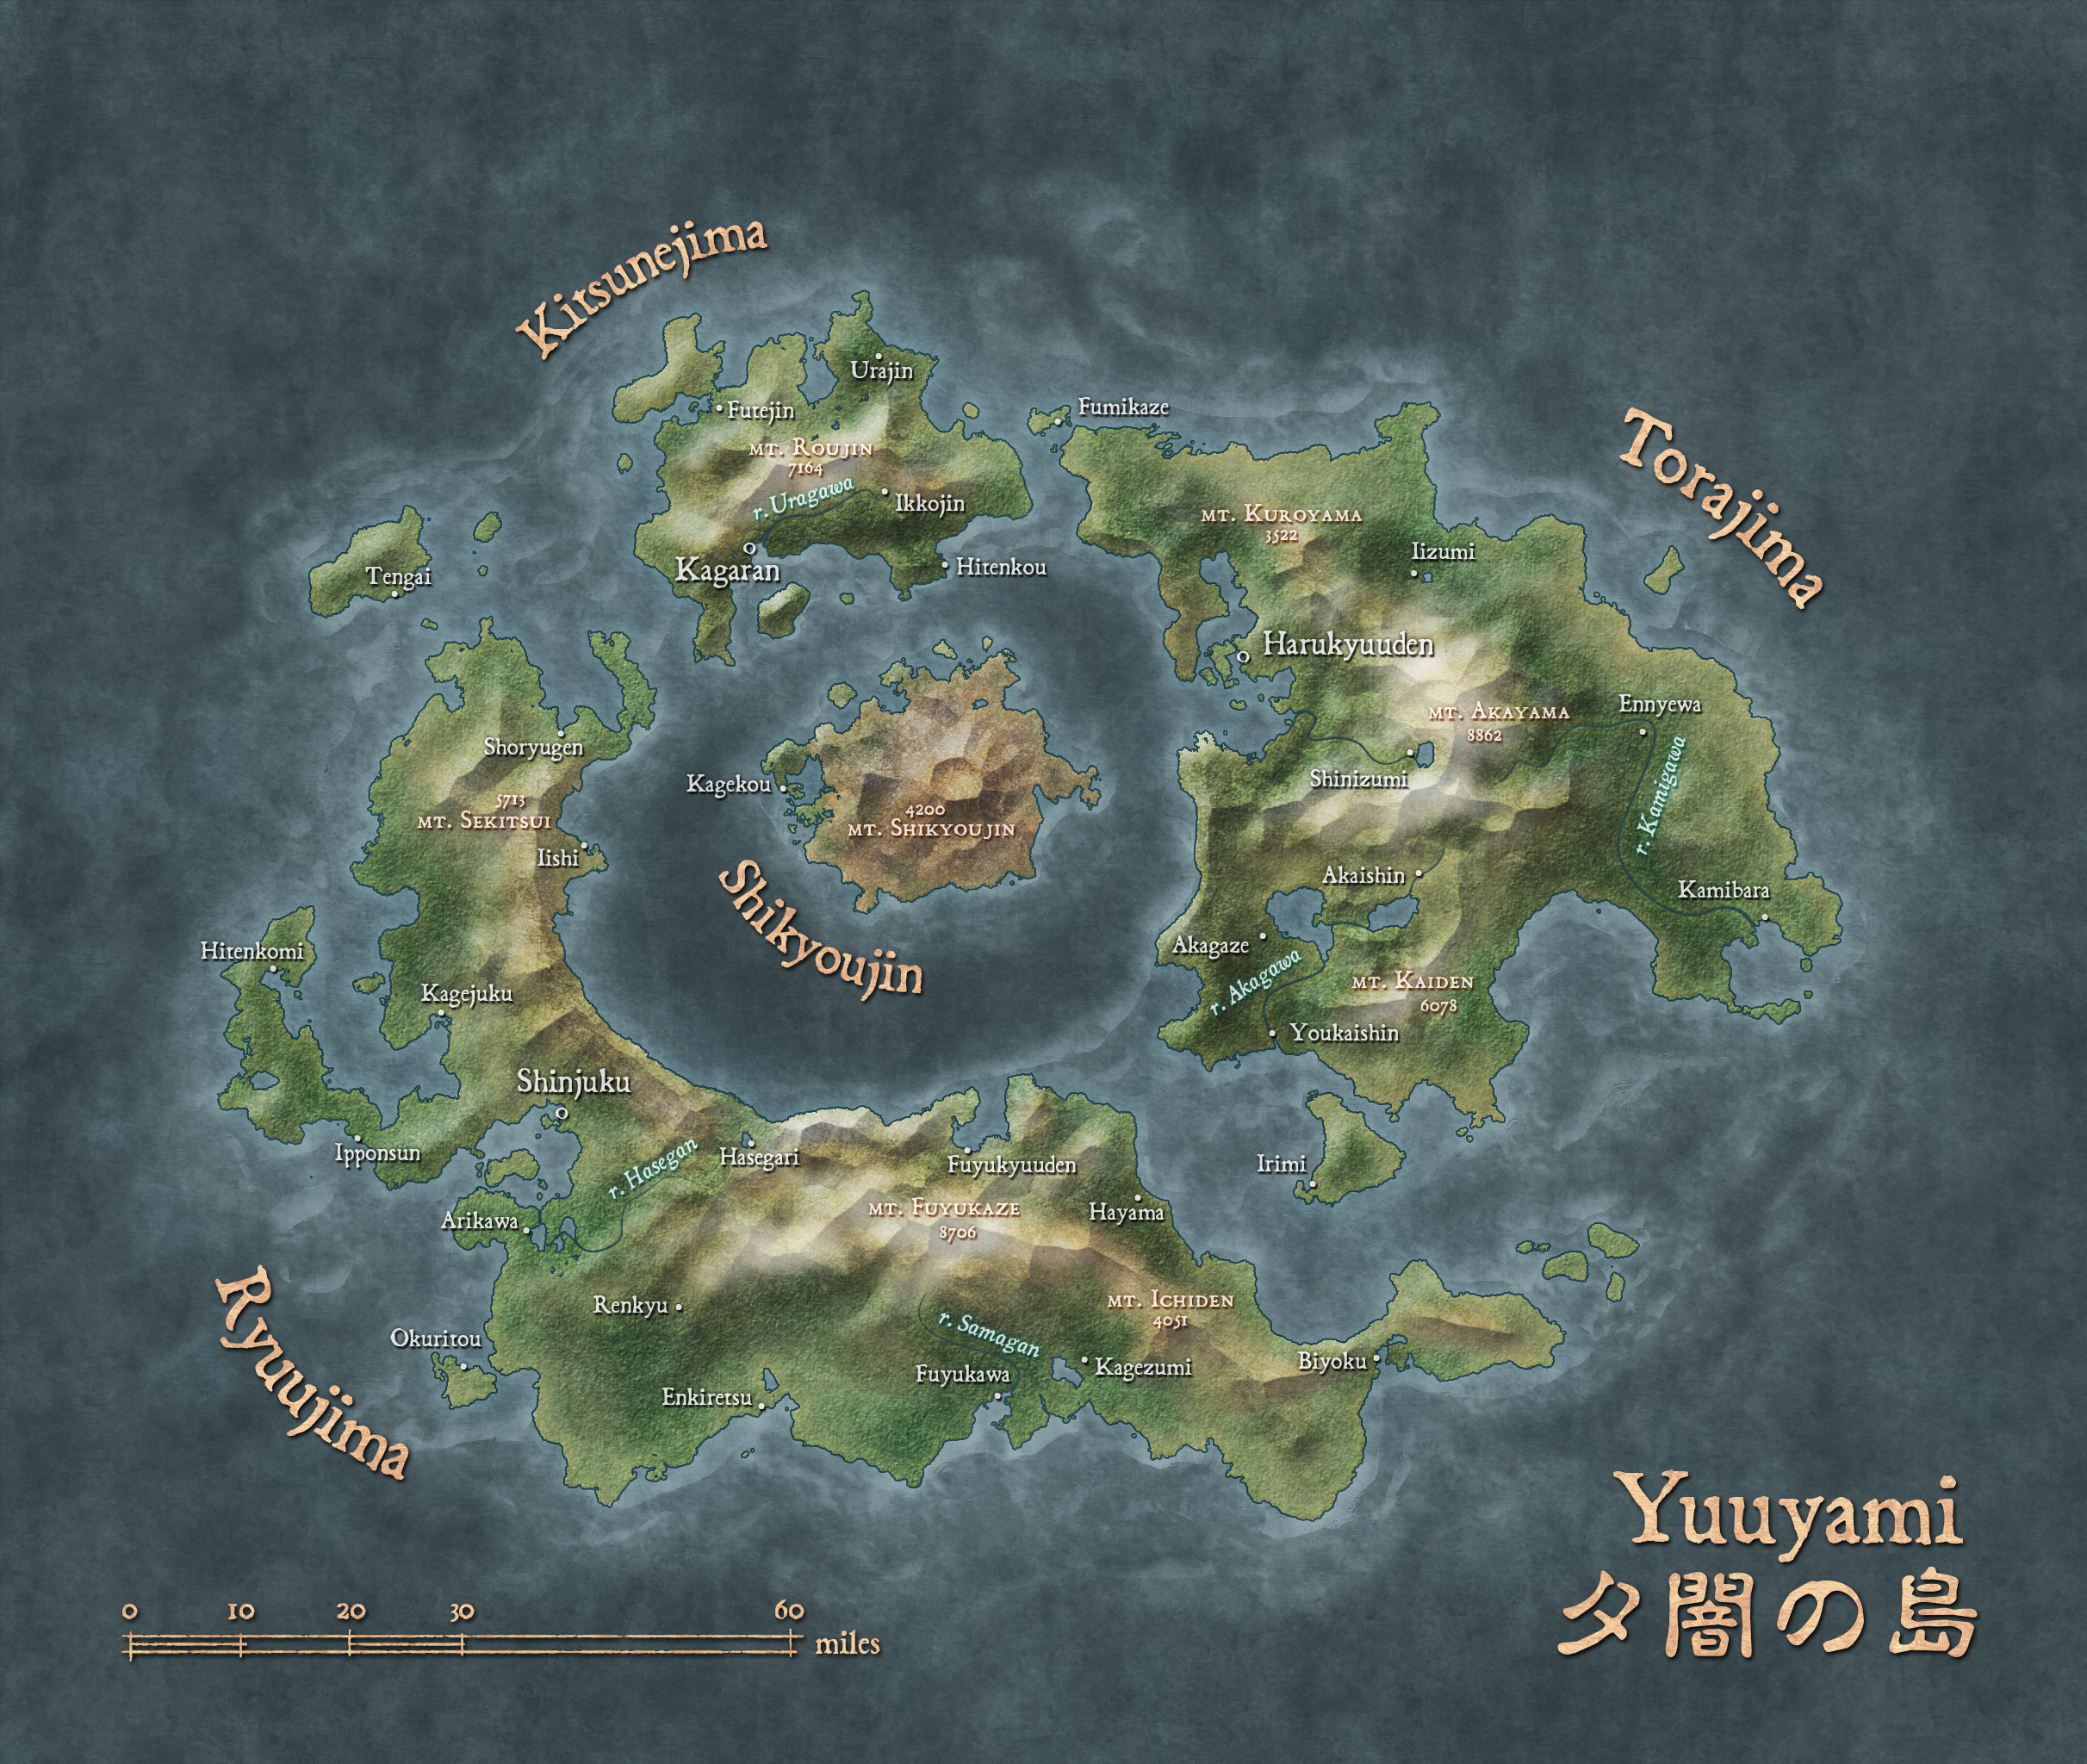 Kitsunejima
Urajin
Futejin
Fumikaze
Torajima
MT. ROUJIN
7164
r. Uragawa
Ikkojin
MT. KUROYAMA
3522
Iizumi
Kagaran
Hitenkou
Tengai
Harukyuuden
Ennyewa
MT. AKAYAMA
8862
Shoryugen
Shinizumi
Kagekou
r. Kamigawa
5713
MT. SEKITSUI
4200
MT. SHIKYOUJIN
Iishi
Akaishin
Kamibara
Shikyoujin
Hitenkomi
Akagaze
r. Akagawa
MT. KAIDEN
6078
Kagejuku
Youkaishin
Shinjuku
Ipponsun
r. Hasegan
Hasegari
Fuyukyuuden
Irimi
Arikawa
MT. FUYUKAZE
8706
Hayama
Ryuujima
Renkyu
r. Samagan
MT. ICHIDEN
4051
Okuritou
Fuyukawa
Kagezumi
Biyoku
Enkiretsu
Yuuyami
夕闇の島
0 10 20 30 60
miles